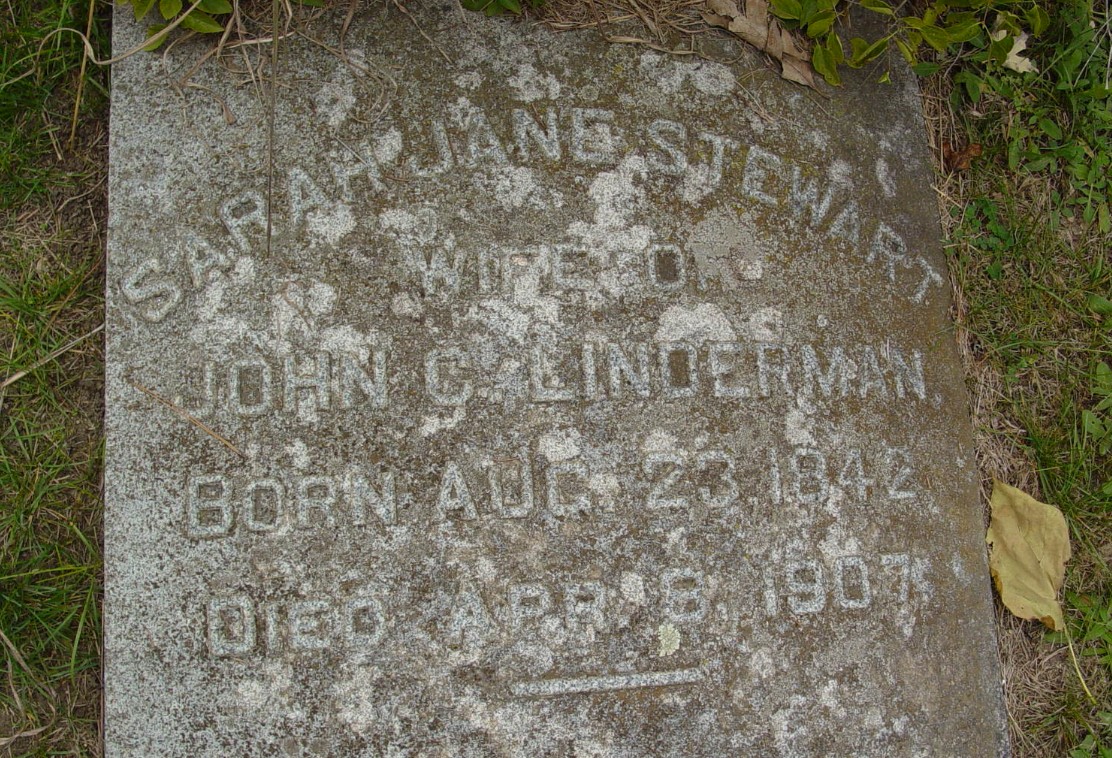 SARAH JANE STEWART
WIFE OF
JOHN C. LINDERMAN.
BORN AUG. 23, 1842.
DIED APR. 8, 1907.